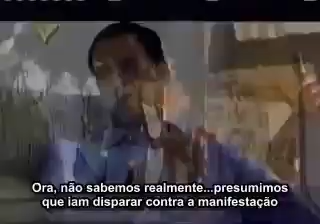 Ora, não sabemos realmente...presumimos
que iam disparar contra a manifestação